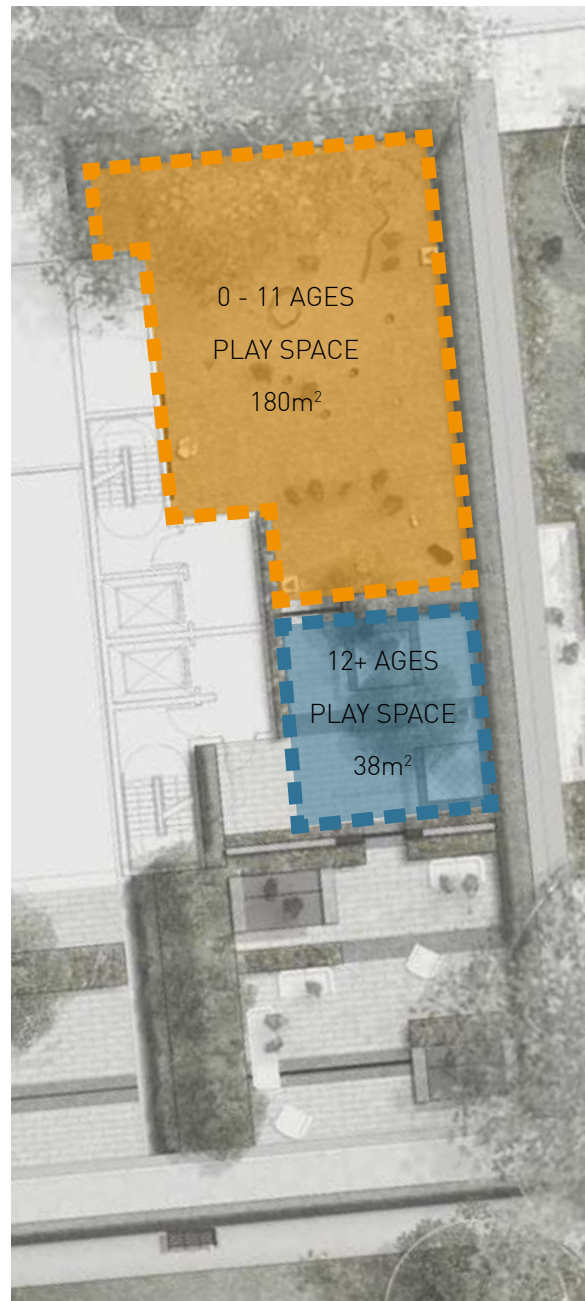 0 - 11 AGES
PLAY SPACE
180m²
12+ AGES
PLAY SPACE
38m²